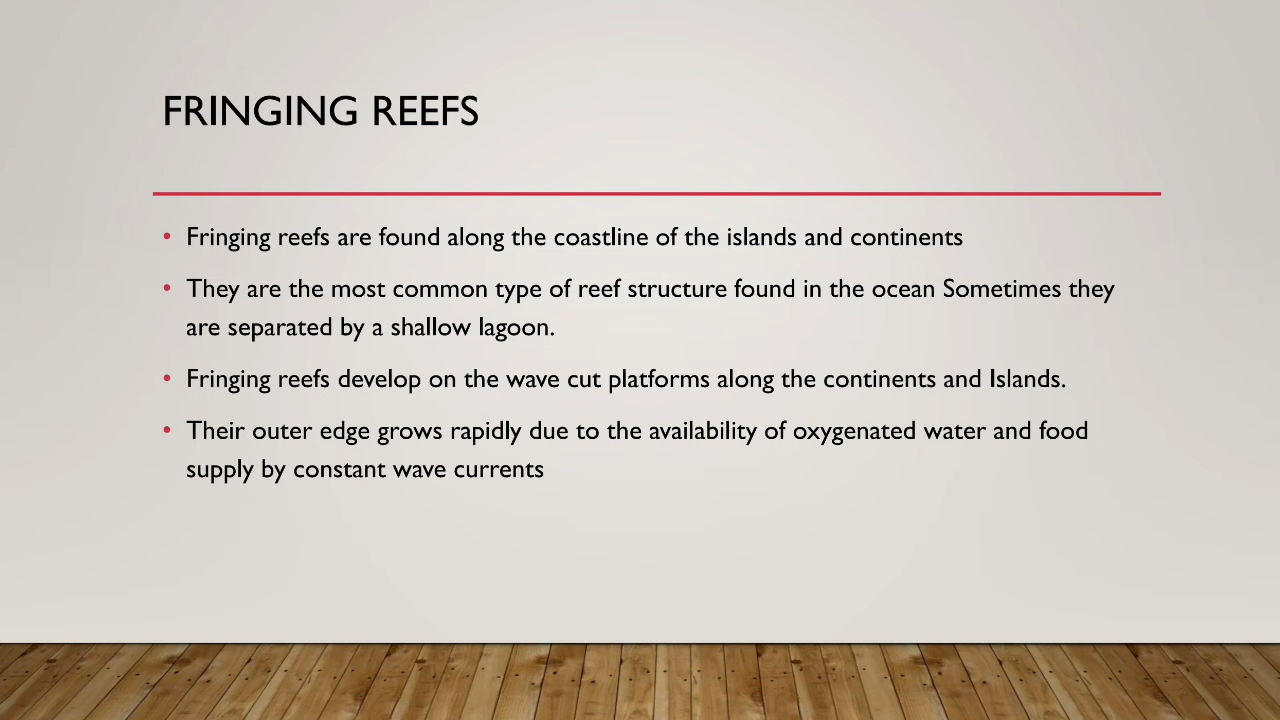 FRINGING REEFS
• Fringing reefs are found along the coastline of the islands and continents
• They are the most common type of reef structure found in the ocean Sometimes they
are separated by a shallow lagoon.
• Fringing reefs develop on the wave cut platforms along the continents and Islands.
• Their outer edge grows rapidly due to the availability of oxygenated water and food
supply by constant wave currents